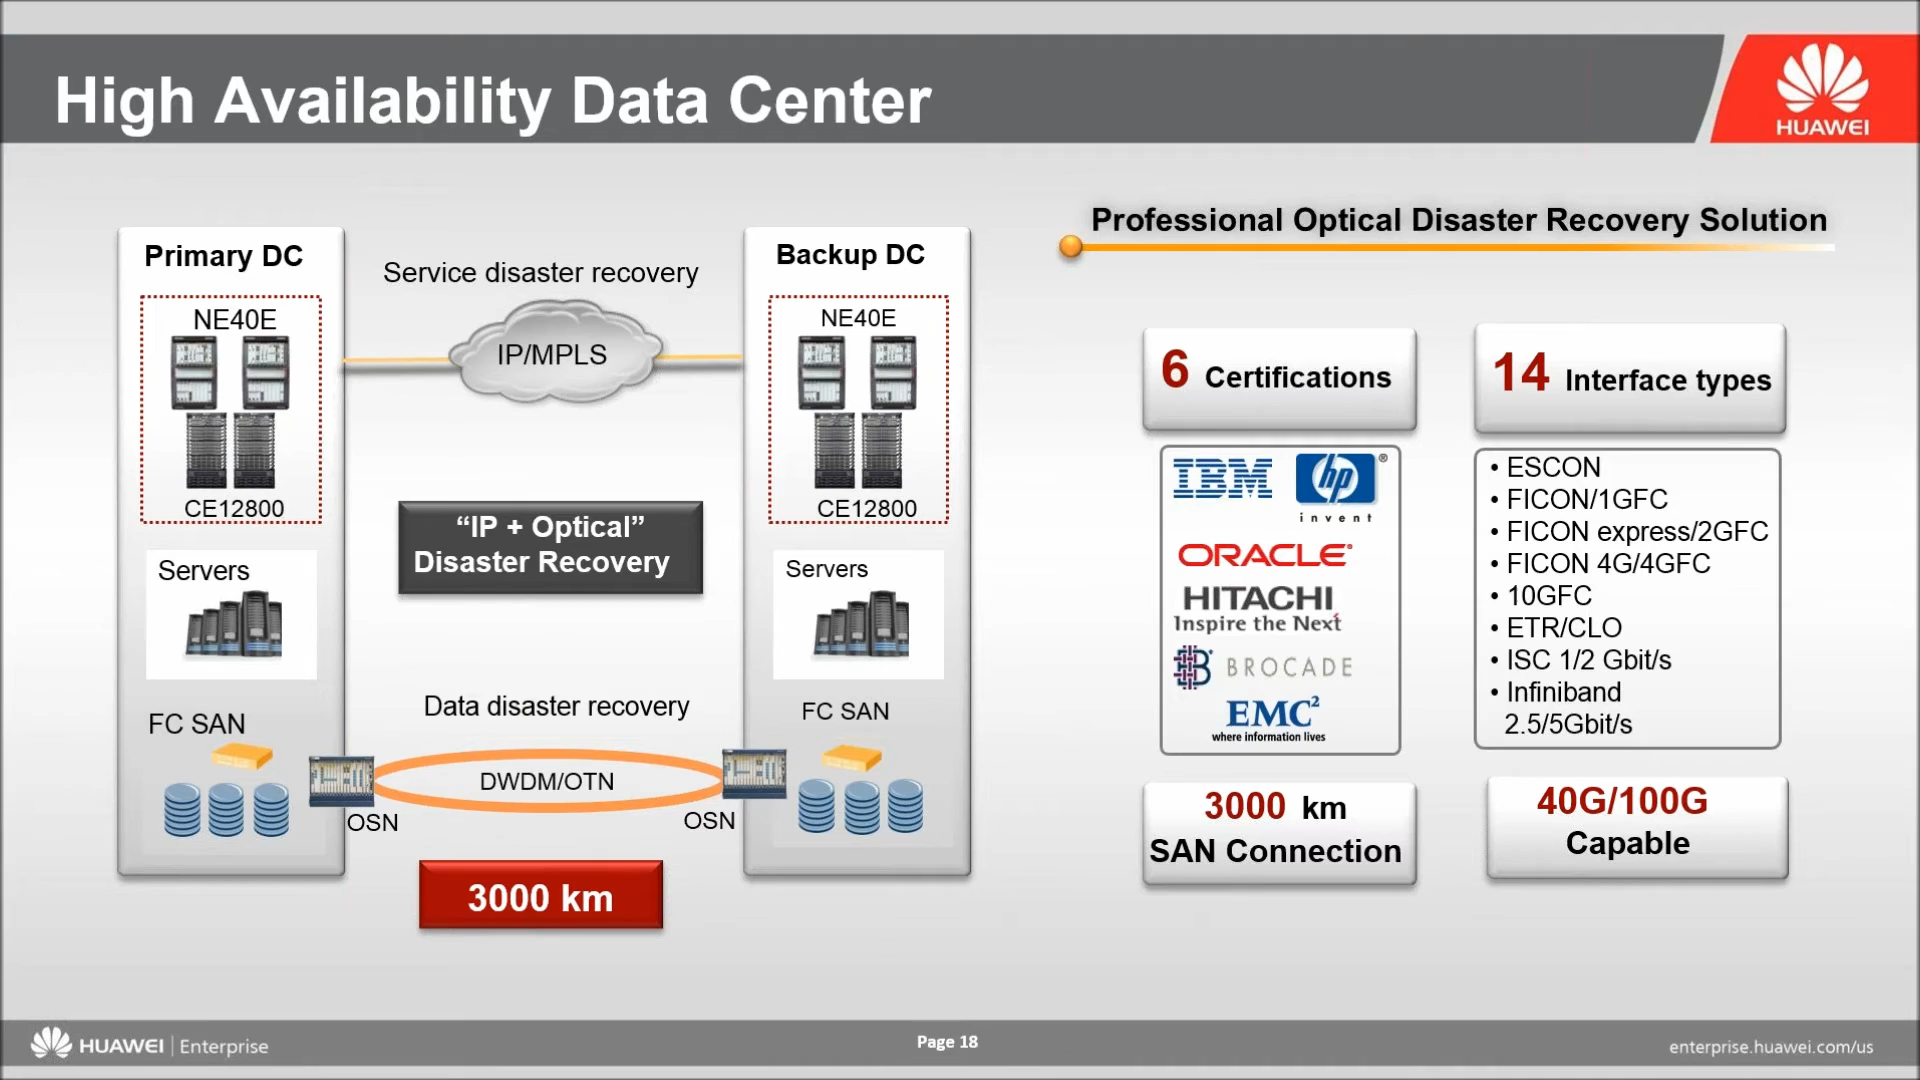 High Availability Data Center
HUAWEI
Primary DC
NE40E
CE12800
Servers
FC SAN
OSN
Service disaster recovery
IP/MPLS
“IP + Optical”
Disaster Recovery
Data disaster recovery
DWDM/OTN
3000 km
Backup DC
NE40E
CE12800
Servers
FC SAN
OSN
Professional Optical Disaster Recovery Solution
6 Certifications
IBM
hp ®
invent
ORACLE®
HITACHI
Inspire the Next
BROCADE
EMC²
where information lives
3000 km
SAN Connection
14 Interface types
• ESCON
• FICON/1GFC
• FICON express/2GFC
• FICON 4G/4GFC
• 10GFC
• ETR/CLO
• ISC 1/2 Gbit/s
• Infiniband
2.5/5Gbit/s
40G/100G
Capable
HUAWEI | Enterprise
Page 18
enterprise.huawei.com/us